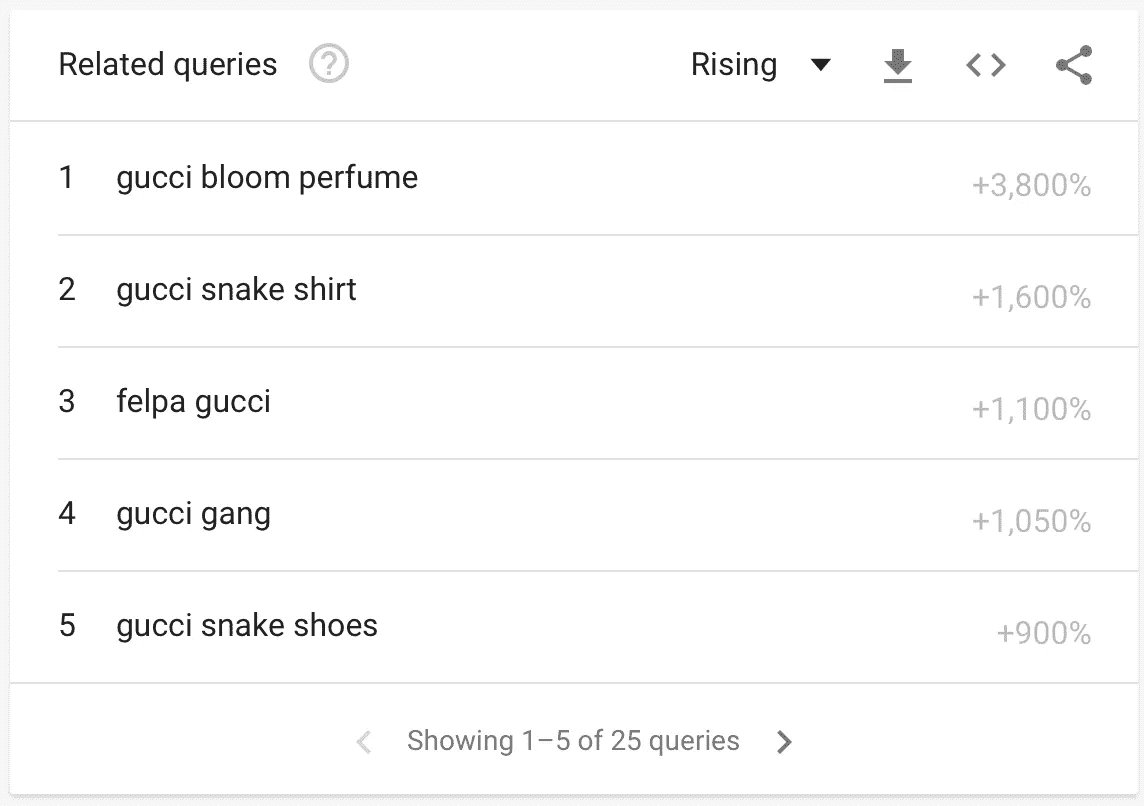 Related queries ? Rising
1 gucci bloom perfume +3,800%
2 gucci snake shirt +1,600%
3 felpa gucci +1,100%
4 gucci gang +1,050%
5 gucci snake shoes +900%
Showing 1–5 of 25 queries